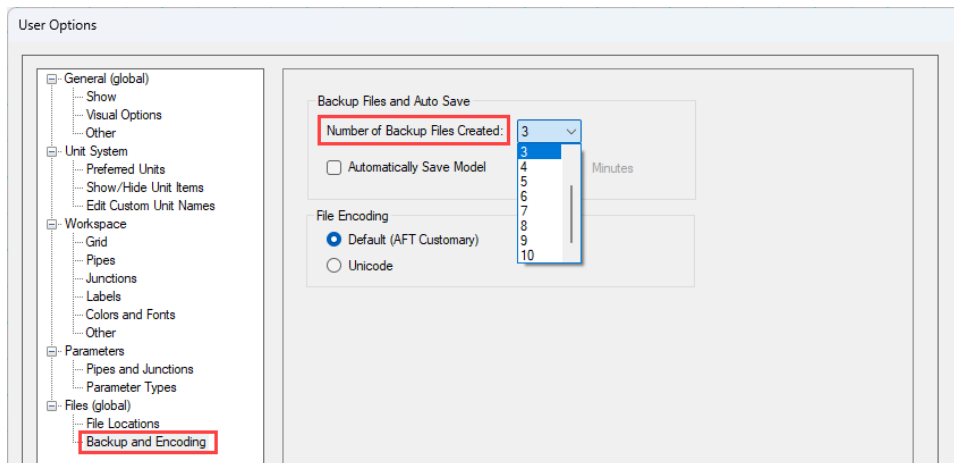 User Options
General (global)
Show
Visual Options
Other
Unit System
Preferred Units
Show/Hide Unit Items
Edit Custom Unit Names
Workspace
Grid
Pipes
Junctions
Labels
Colors and Fonts
Other
Parameters
Pipes and Junctions
Parameter Types
Files (global)
File Locations
Backup and Encoding
Backup Files and Auto Save
Number of Backup Files Created: 3
3
4
5
6
7
8
9
10
Automatically Save Model Minutes
File Encoding
Default (AFT Customary)
Unicode